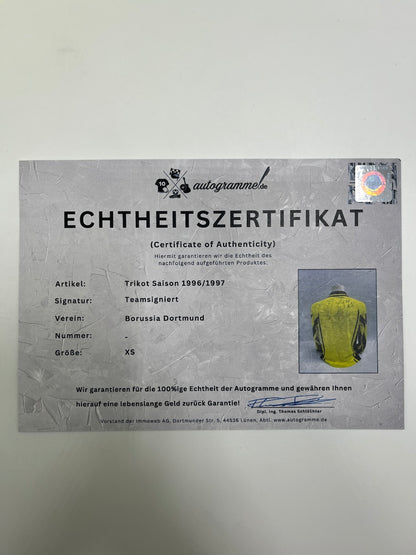 10
autogramme.de
ECHTHEITSZERTIFIKAT
(Certificate of Authenticity)
Hiermit garantieren wir die Echtheit des
nachfolgend aufgeführten Produktes:
Artikel: Trikot Saison 1996/1997
Signatur: Teamsigniert
Verein: Borussia Dortmund
Nummer: -
Größe: XS
Wir garantieren für die 100%ige Echtheit der Autogramme und gewähren Ihnen
hierauf eine lebenslange Geld zurück Garantie!
Dipl. Ing. Thomas Schlüchter
Vorstand der Immoweb AG, Dortmunder Str. 5, 44536 Lünen, Abtl. www.autogramme.de